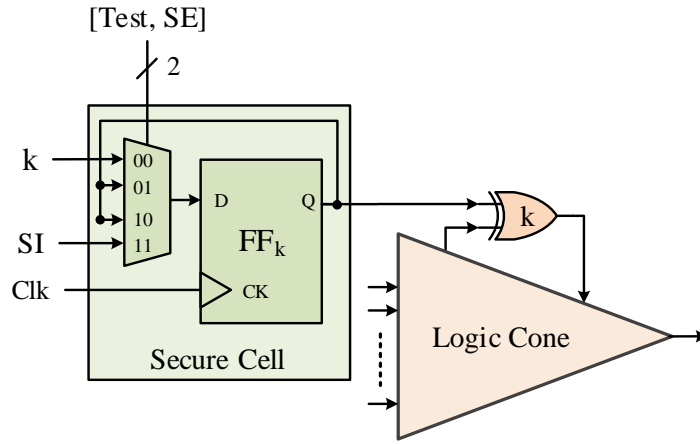 [Test, SE]
2
k
00
01
10
SI
11
D
Q
FFk
Clk
CK
Secure Cell
k
Logic Cone